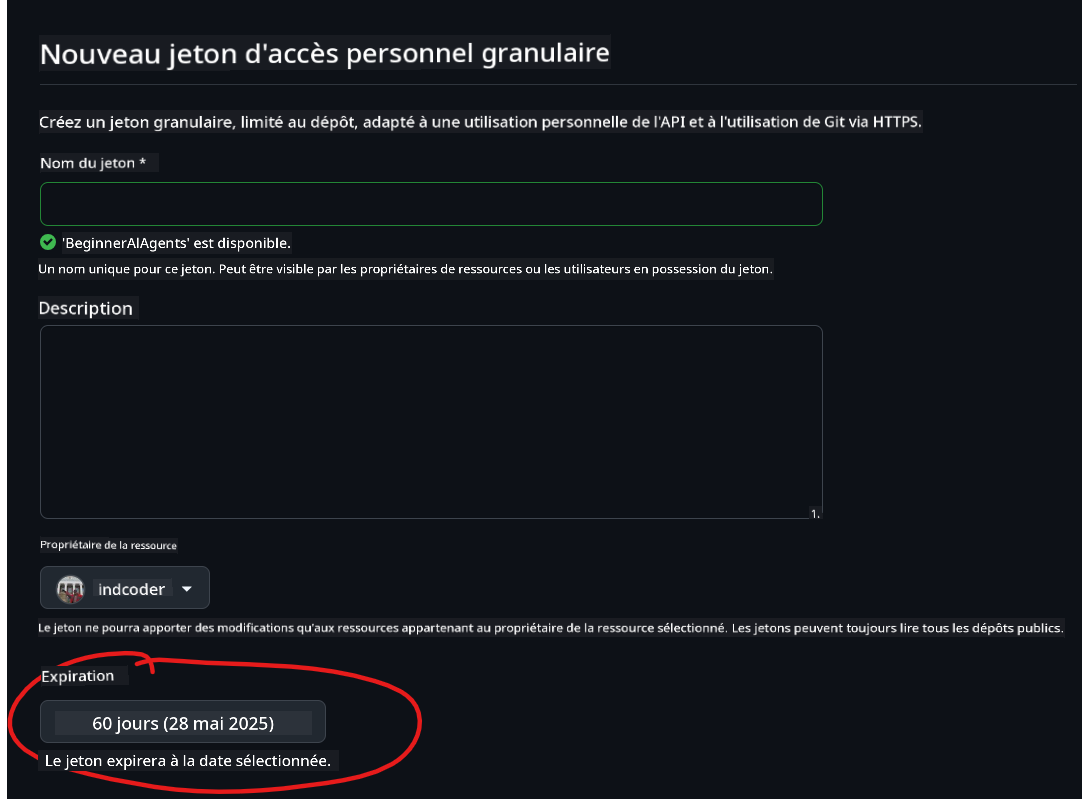 Nouveau jeton d'accès personnel granulaire
Créez un jeton granulaire, limité au dépôt, adapté à une utilisation personnelle de l'API et à l'utilisation de Git via HTTPS.
Nom du jeton *
'BeginnerAIAgents' est disponible.
Un nom unique pour ce jeton. Peut être visible par les propriétaires de ressources ou les utilisateurs en possession du jeton.
Description
1.
Propriétaire de la ressource
indcoder
Le jeton ne pourra apporter des modifications qu'aux ressources appartenant au propriétaire de la ressource sélectionné. Les jetons peuvent toujours lire tous les dépôts publics.
Expiration
60 jours (28 mai 2025)
Le jeton expirera à la date sélectionnée.